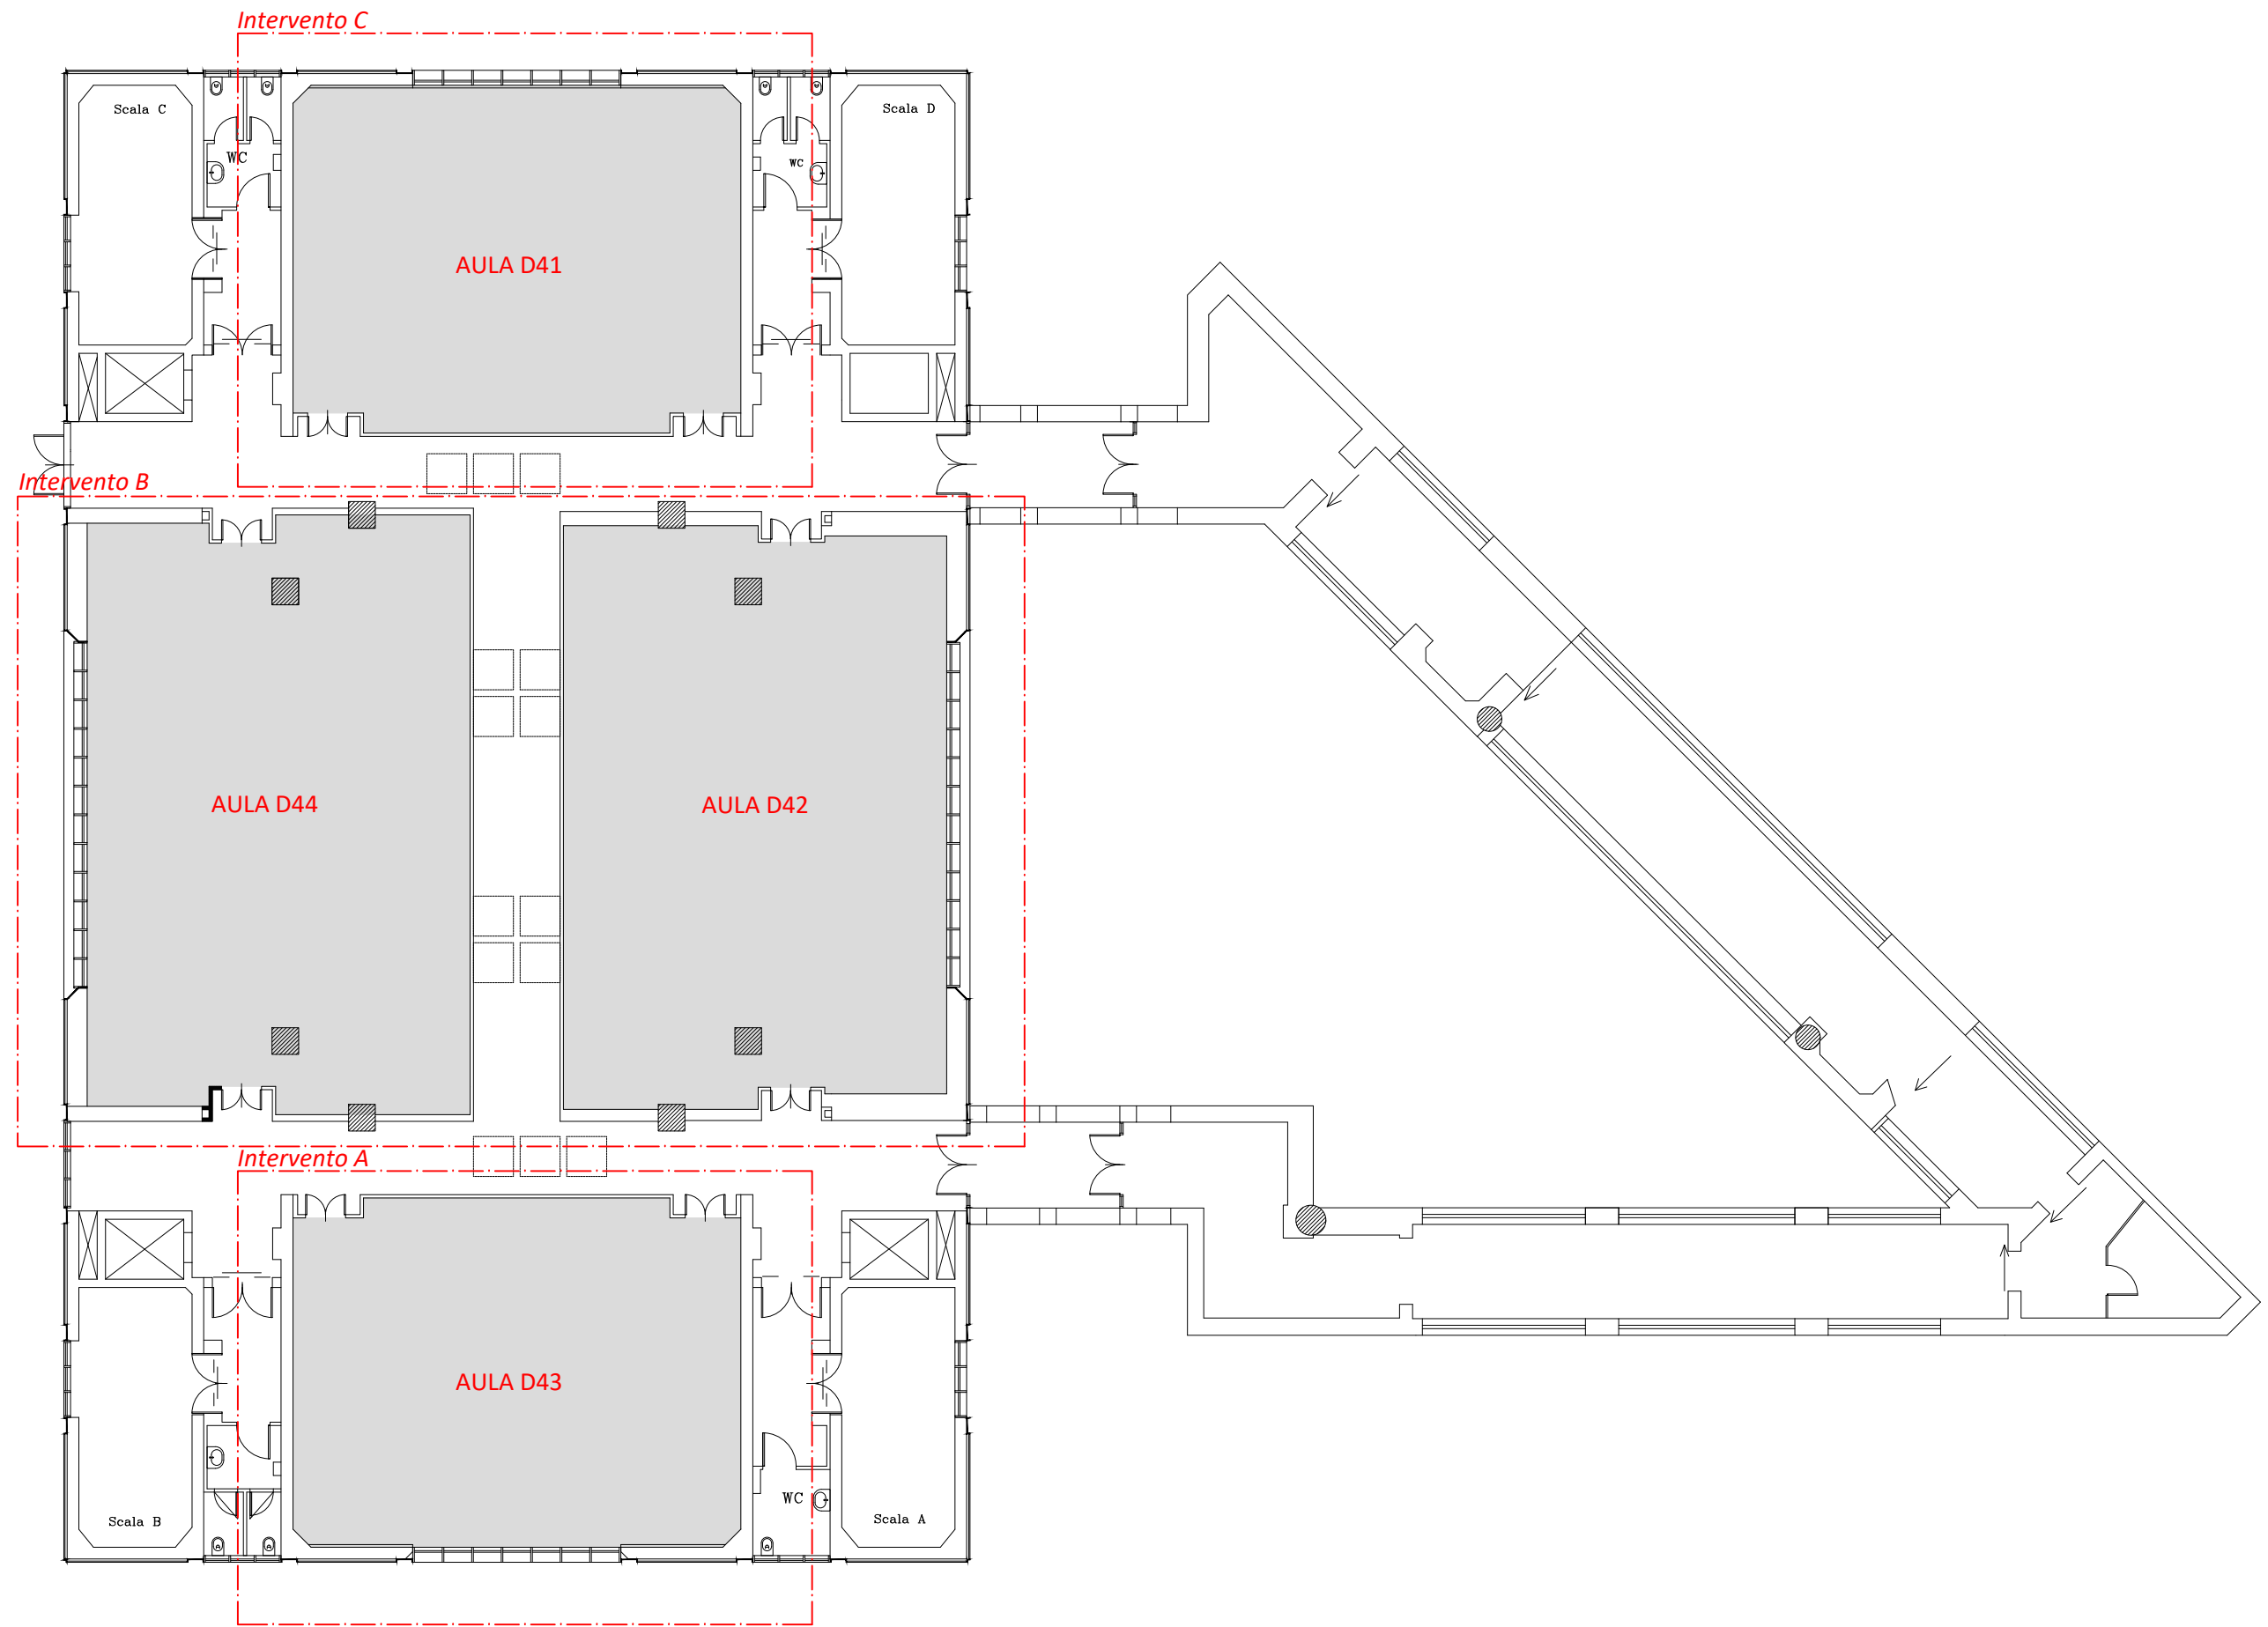 Intervento C
Scala C
Scala D
WC
WC
AULA D41
Intervento B
AULA D44
AULA D42
Intervento A
AULA D43
WC
Scala B
Scala A